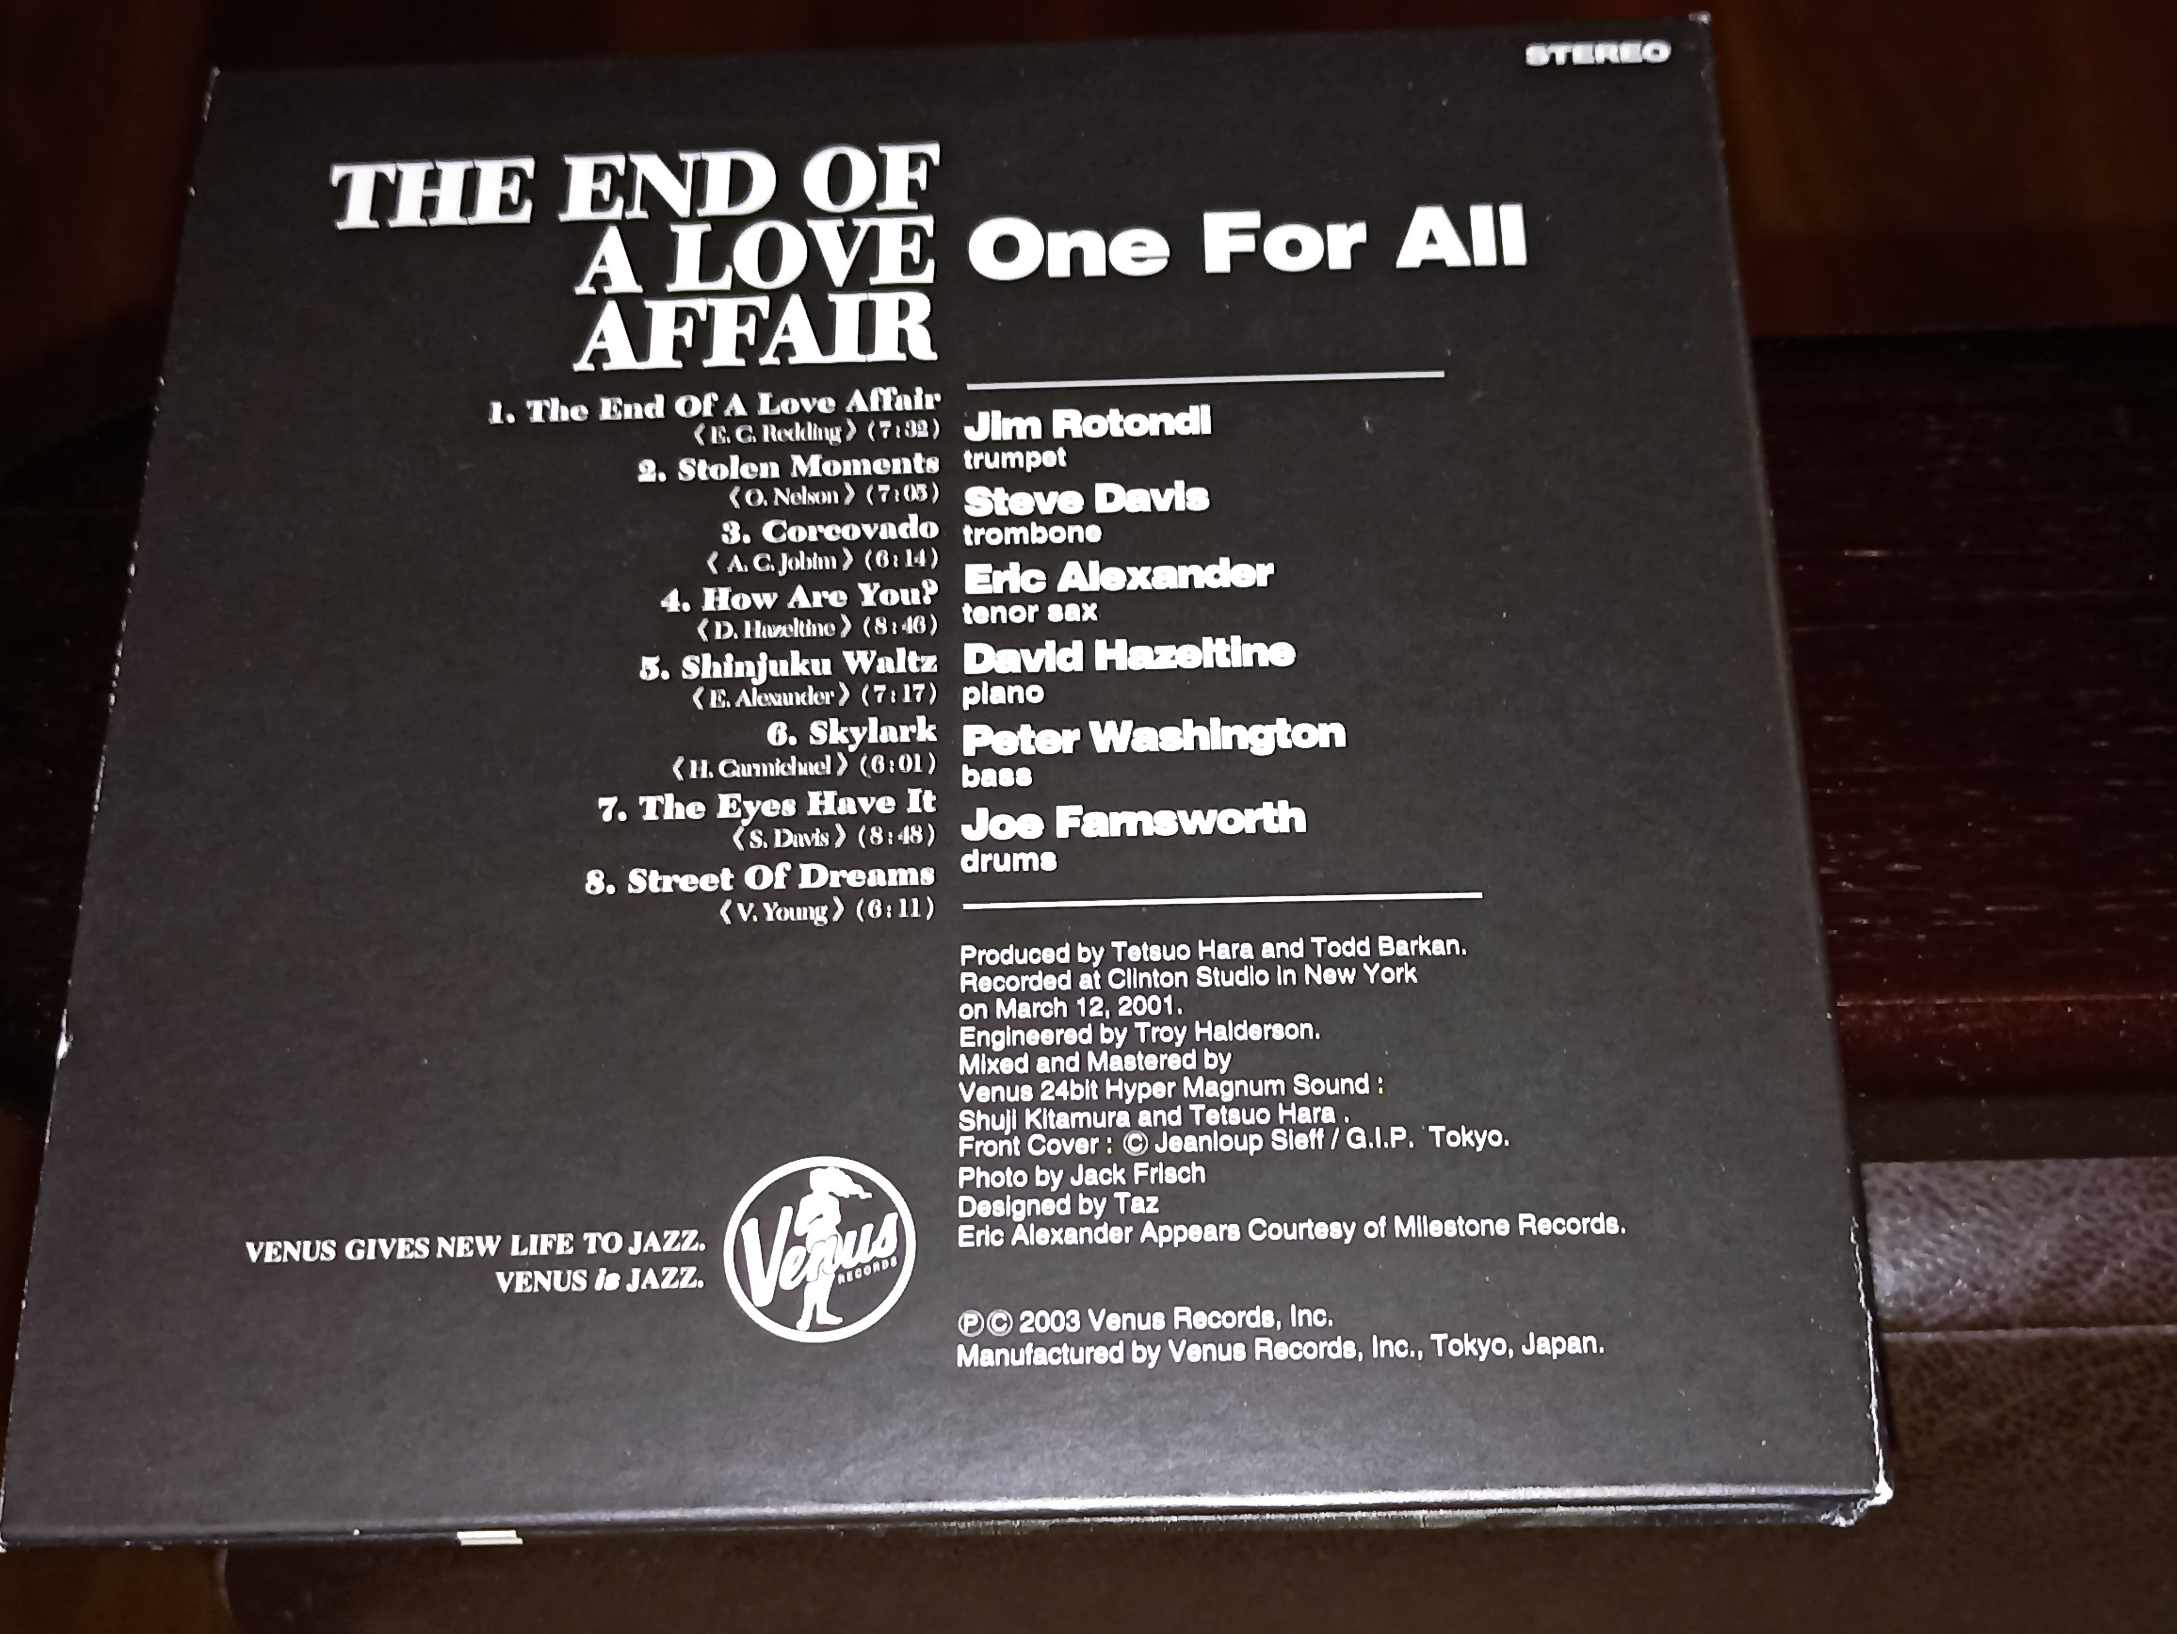 STEREO
THE END OF
A LOVE
AFFAIR
One For All
1. The End Of A Love Affair
《E. C. Redding》(7:32)
2. Stolen Moments
《O. Nelson》(7:05)
3. Corcovado
《A. C. Jobim》(6:14)
4. How Are You?
《D. Hazeltine》(8:46)
5. Shinjuku Waltz
《E. Alexander》(7:17)
6. Skylark
《H. Carmichael》(6:01)
7. The Eyes Have It
《S. Davis》(8:48)
8. Street Of Dreams
《V. Young》(6:11)
Jim Rotondi
trumpet
Steve Davis
trombone
Eric Alexander
tenor sax
David Hazeltine
piano
Peter Washington
bass
Joe Farnsworth
drums
Produced by Tetsuo Hara and Todd Barkan.
Recorded at Clinton Studio in New York
on March 12, 2001.
Engineered by Troy Halderson.
Mixed and Mastered by
Venus 24bit Hyper Magnum Sound :
Shuji Kitamura and Tetsuo Hara .
Front Cover : © Jeanloup Sieff / G.I.P. Tokyo.
Photo by Jack Frisch
Designed by Taz
Eric Alexander Appears Courtesy of Milestone Records.
VENUS GIVES NEW LIFE TO JAZZ.
VENUS is JAZZ.
Venus
RECORDS
℗© 2003 Venus Records, Inc.
Manufactured by Venus Records, Inc., Tokyo, Japan.